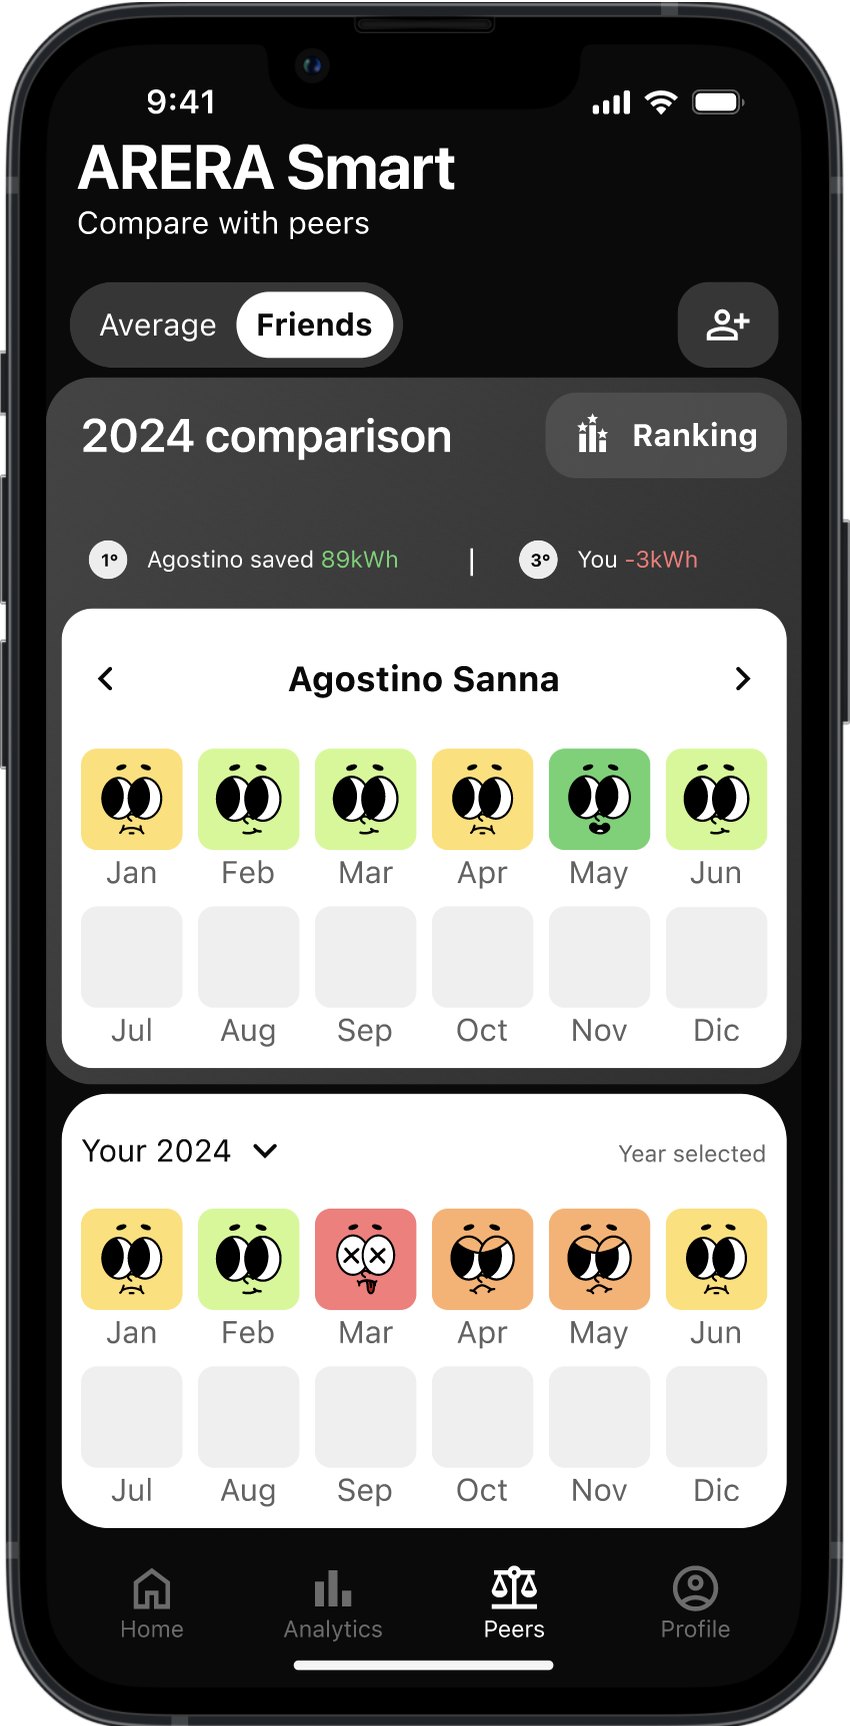 9:41
ARERA Smart
Compare with peers
Average Friends
2024 comparison Ranking
1° Agostino saved 89kWh | 3° You -3kWh
Agostino Sanna
Jan Feb Mar Apr May Jun
Jul Aug Sep Oct Nov Dic
Your 2024 Year selected
Jan Feb Mar Apr May Jun
Jul Aug Sep Oct Nov Dic
Home Analytics Peers Profile